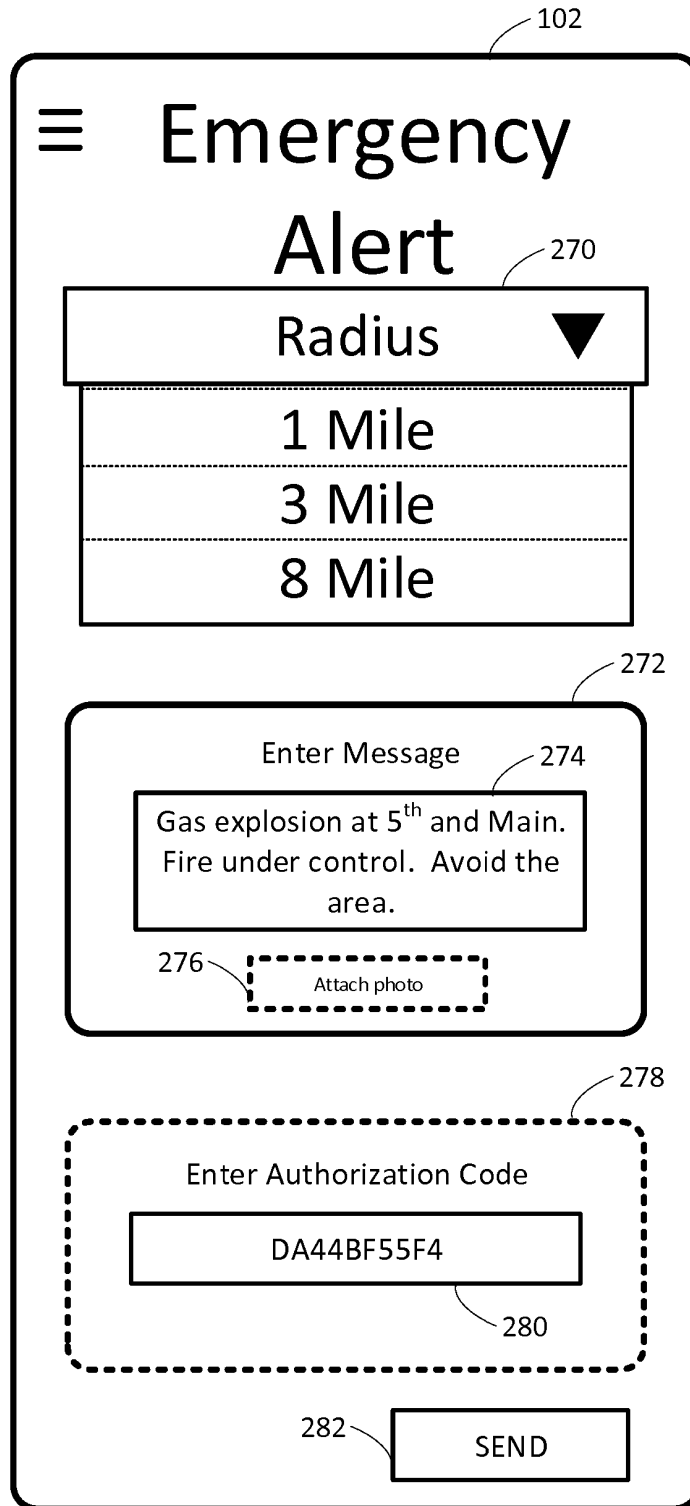 102
Emergency
Alert
270
Radius
1 Mile
3 Mile
8 Mile
272
Enter Message
274
Gas explosion at 5th and Main.
Fire under control.  Avoid the
area.
276
Attach photo
278
Enter Authorization Code
DA44BF55F4
280
282
SEND